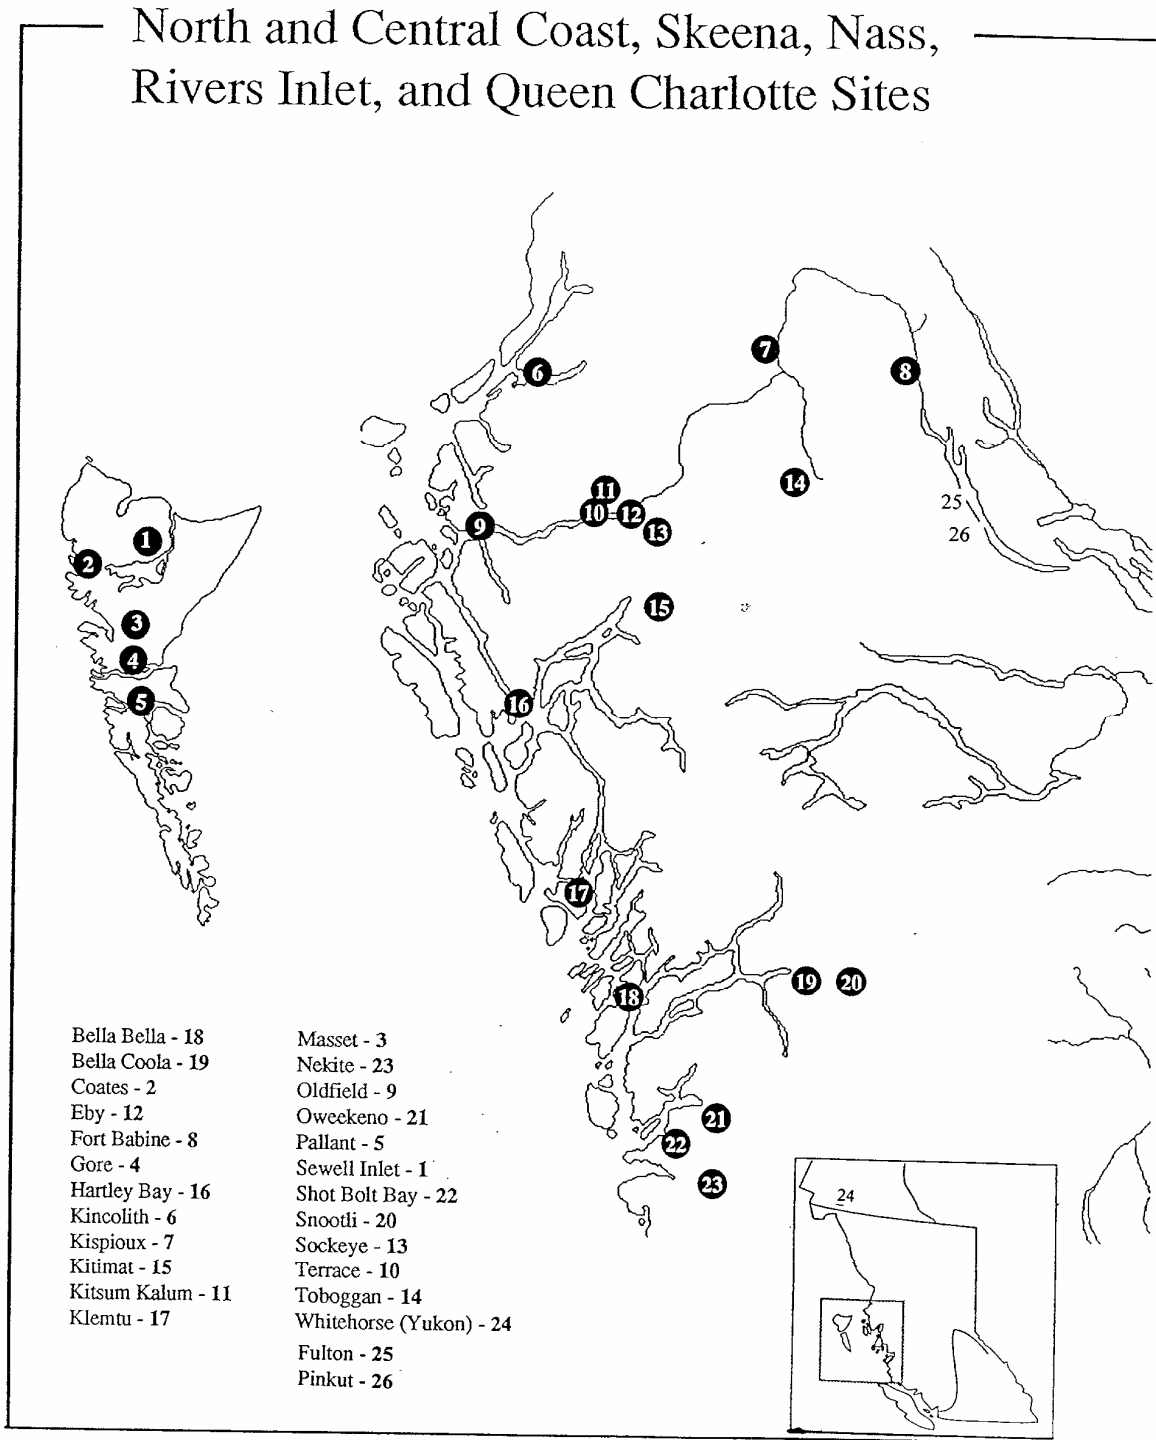 North and Central Coast, Skeena, Nass,
Rivers Inlet, and Queen Charlotte Sites
6
7
8
9
10
11
12
13
14
25
26
1
2
3
4
5
15
16
17
18
19
20
21
22
23
24
Bella Bella - 18
Bella Coola - 19
Coates - 2
Eby - 12
Fort Babine - 8
Gore - 4
Hartley Bay - 16
Kincolith - 6
Kispioux - 7
Kitimat - 15
Kitsum Kalum - 11
Klemtu - 17
Masset - 3
Nekite - 23
Oldfield - 9
Oweekeno - 21
Pallant - 5
Sewell Inlet - 1
Shot Bolt Bay - 22
Snootli - 20
Sockeye - 13
Terrace - 10
Toboggan - 14
Whitehorse (Yukon) - 24
Fulton - 25
Pinkut - 26